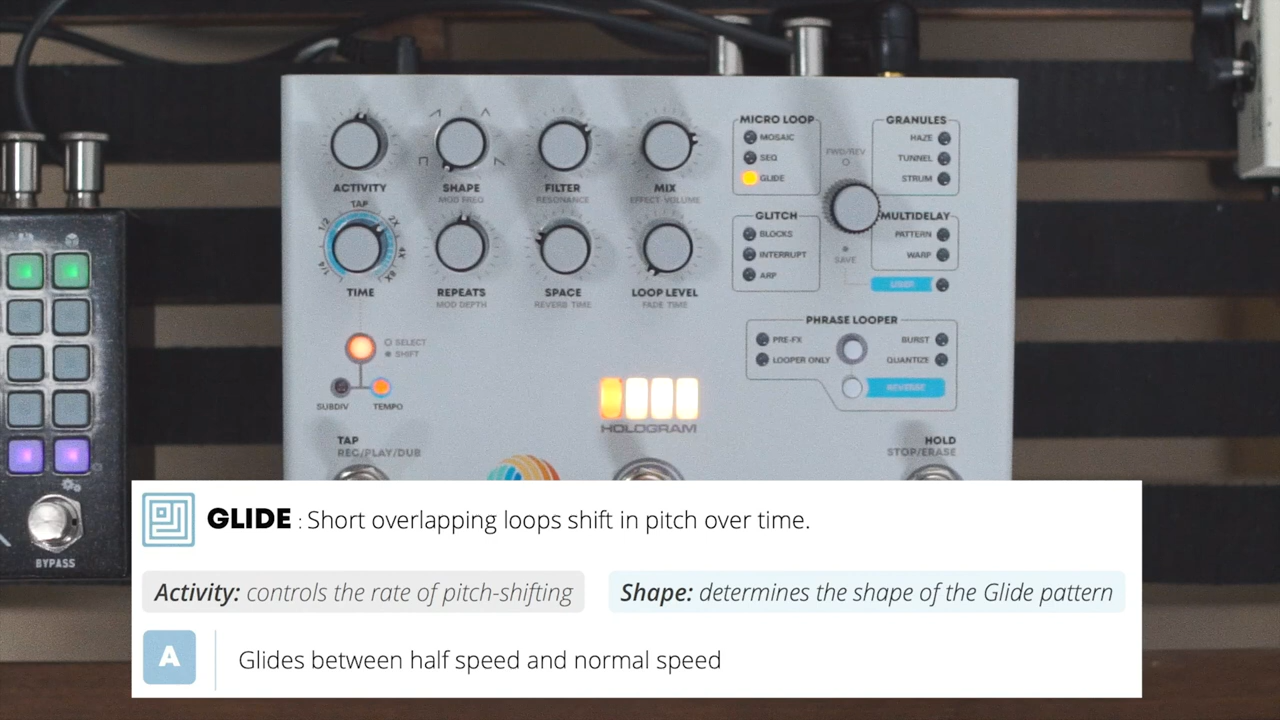 ACTIVITY
SHAPE
MOD FREQ
FILTER
RESONANCE
MIX
EFFECT VOLUME
TAP
1/2
2X
4X
8X
1/4
TIME
REPEATS
MOD DEPTH
SPACE
REVERB TIME
LOOP LEVEL
FADE TIME
MICRO LOOP
MOSAIC
SEQ
GLIDE
GRANULES
HAZE
TUNNEL
STRUM
FWD/REV
GLITCH
BLOCKS
INTERRUPT
ARP
MULTIDELAY
PATTERN
WARP
SAVE
USER
PHRASE LOOPER
PRE-FX
LOOPER ONLY
BURST
QUANTIZE
REVERSE
SELECT
SHIFT
SUBDIV
TEMPO
HOLOGRAM
TAP
REC/PLAY/DUB
HOLD
STOP/ERASE
BYPASS
GLIDE : Short overlapping loops shift in pitch over time.
Activity: controls the rate of pitch-shifting
Shape: determines the shape of the Glide pattern
A
Glides between half speed and normal speed